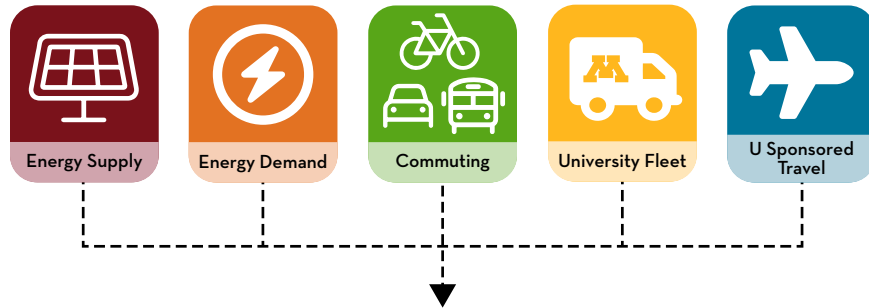 Energy Supply
Energy Demand
Commuting
M
University Fleet
U Sponsored
Travel